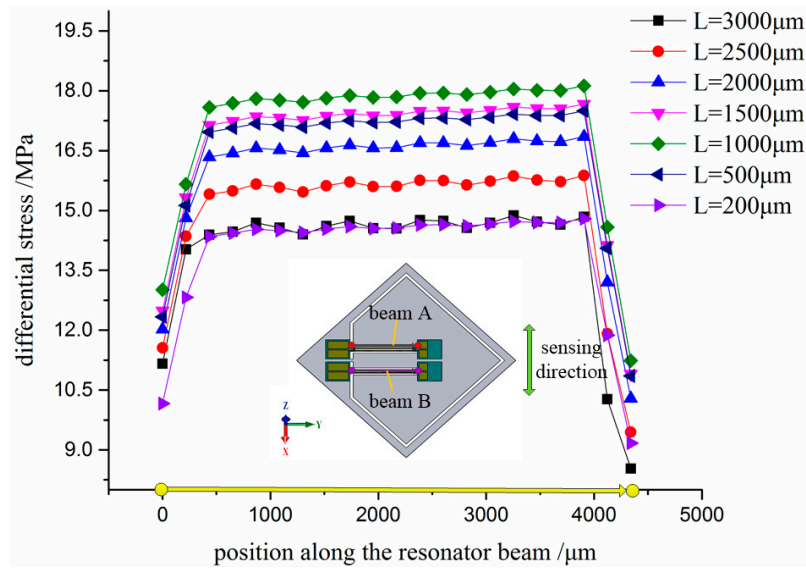 19.5
18.0
16.5
15.0
13.5
12.0
10.5
9.0
differential stress /MPa
L=3000μm
L=2500μm
L=2000μm
L=1500μm
L=1000μm
L=500μm
L=200μm
beam A
beam B
sensing
direction
Z
Y
X
0
1000
2000
3000
4000
5000
position along the resonator beam /μm